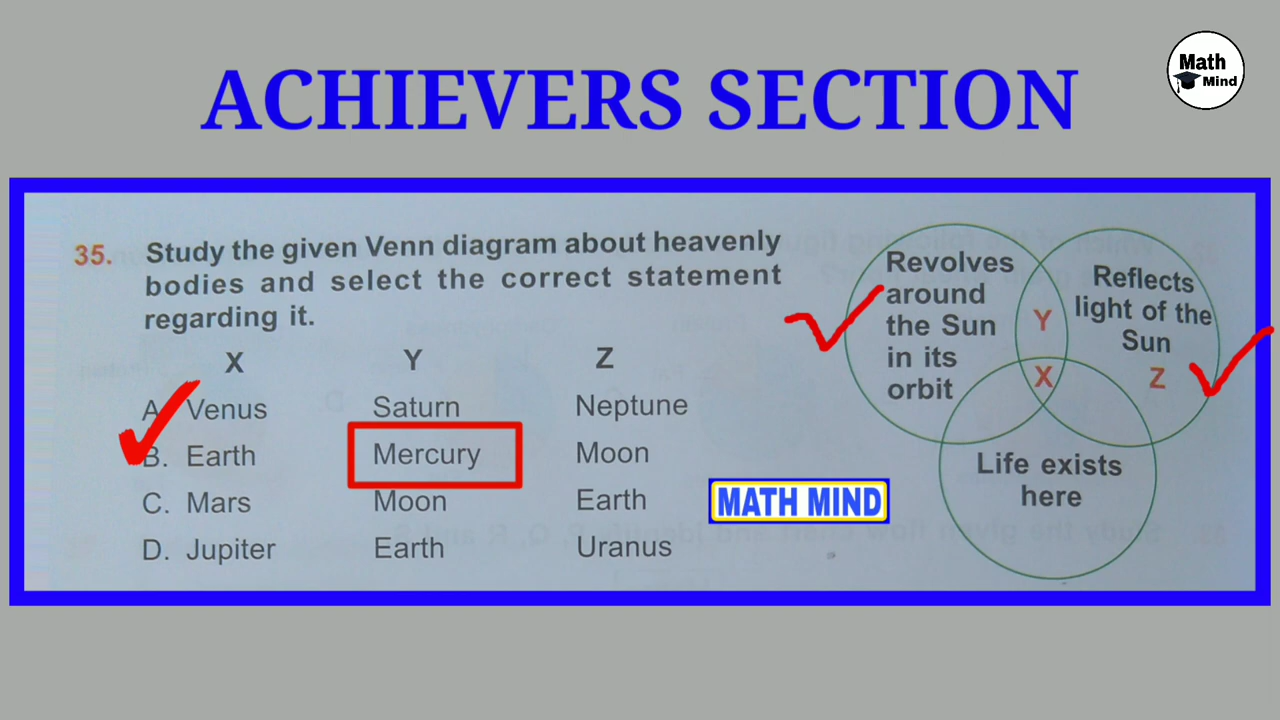 Math
Mind
ACHIEVERS SECTION
35. Study the given Venn diagram about heavenly
bodies and select the correct statement
regarding it.
X Y Z
A. Venus Saturn Neptune
B. Earth Mercury Moon
C. Mars Moon Earth
D. Jupiter Earth Uranus
MATH MIND
Revolves
around
the Sun
in its
orbit
Y
X
Reflects
light of the
Sun
Z
Life exists
here